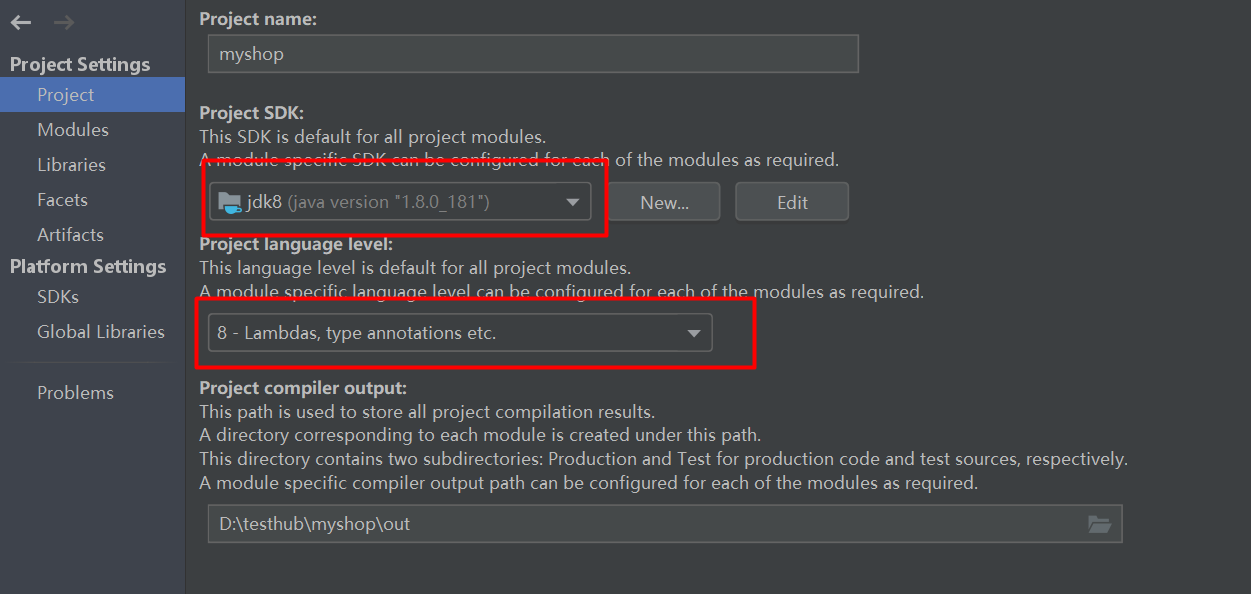 Project Settings
Project
Modules
Libraries
Facets
Artifacts
Platform Settings
SDKs
Global Libraries
Problems
Project name:
myshop
Project SDK:
This SDK is default for all project modules.
A module specific SDK can be configured for each of the modules as required.
jdk8 (java version "1.8.0_181")
New...
Edit
Project language level:
This language level is default for all project modules.
A module specific language level can be configured for each of the modules as required.
8 - Lambdas, type annotations etc.
Project compiler output:
This path is used to store all project compilation results.
A directory corresponding to each module is created under this path.
This directory contains two subdirectories: Production and Test for production code and test sources, respectively.
A module specific compiler output path can be configured for each of the modules as required.
D:\testhub\myshop\out